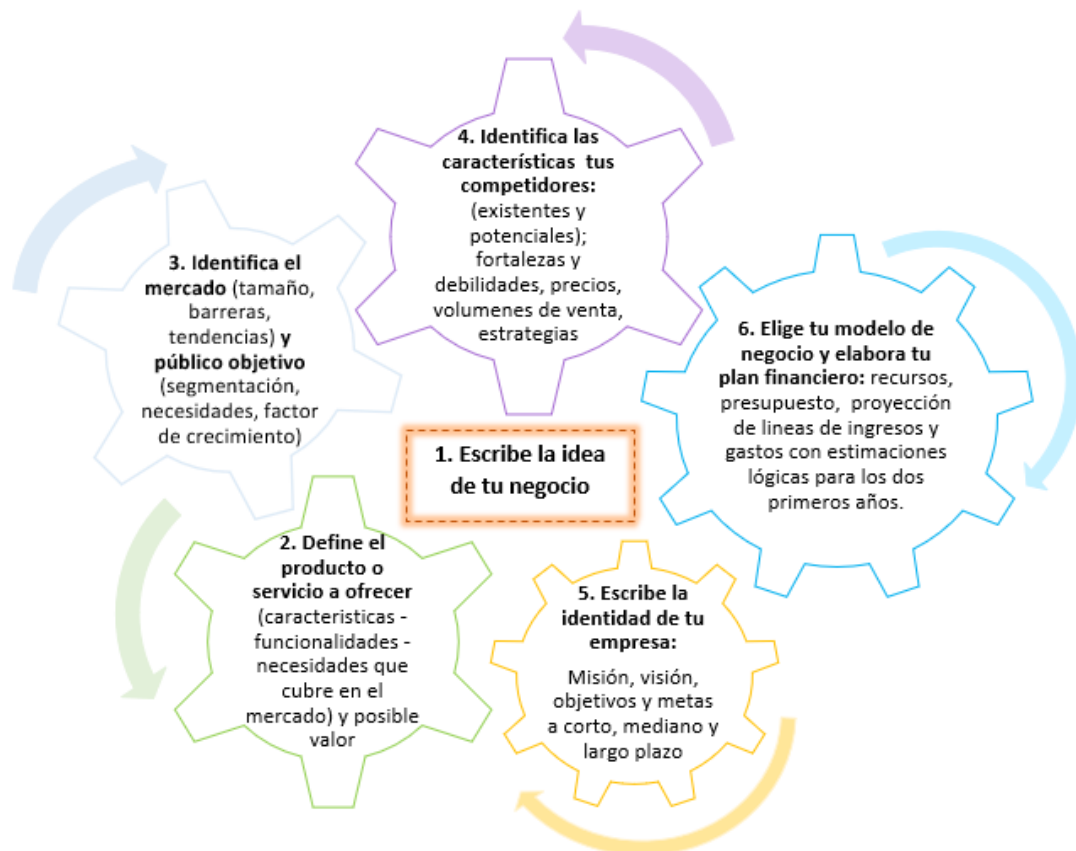 1. Escribe la idea
de tu negocio
2. Define el
producto o
servicio a ofrecer
(caracteristicas -
funcionalidades -
necesidades que
cubre en el
mercado) y posible
valor
3. Identifica el
mercado (tamaño,
barreras,
tendencias) y
público objetivo
(segmentación,
necesidades, factor
de crecimiento)
4. Identifica las
características tus
competidores:
(existentes y
potenciales);
fortalezas y
debilidades, precios,
volumenes de venta,
estrategias
5. Escribe la
identidad de tu
empresa:
Misión, visión,
objetivos y metas
a corto, mediano y
largo plazo
6. Elige tu modelo de
negocio y elabora tu
plan financiero: recursos,
presupuesto, proyección
de lineas de ingresos y
gastos con estimaciones
lógicas para los dos
primeros años.